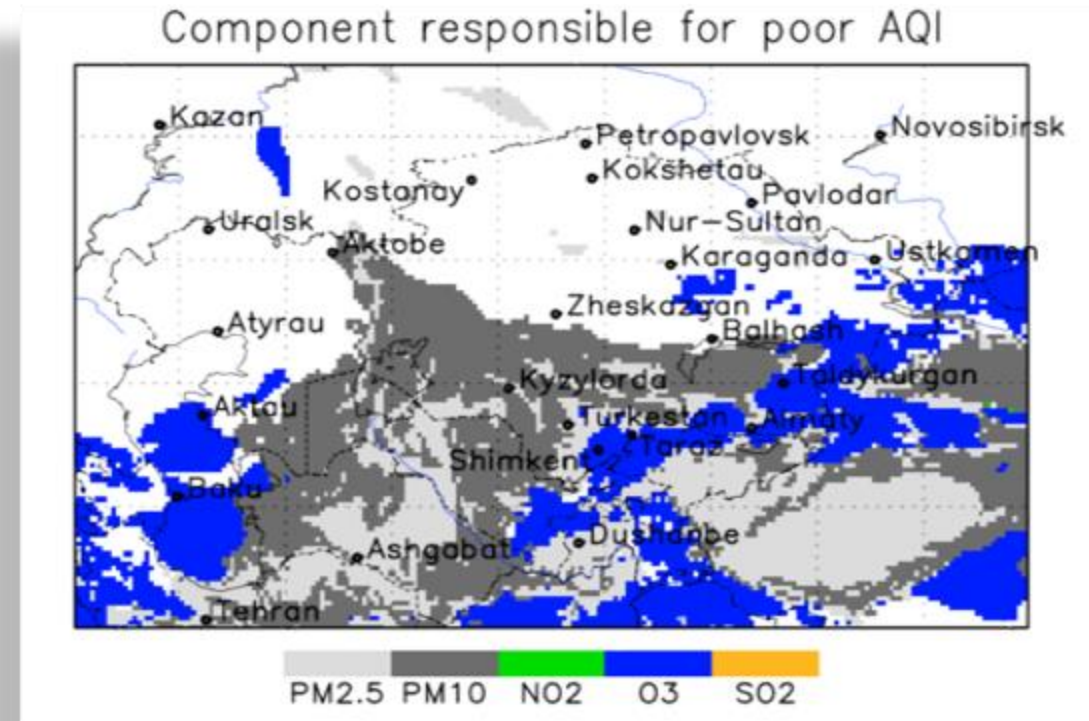 Component responsible for poor AQI
Kazan
Novosibirsk
Petropavlovsk
Kokshetau
Kostanay
Pavlodar
Uralsk
Nur-Sultan
Aktobe
Karaganda
Ustkamen
Zheskazgan
Atyrau
Balhash
Kyzylorda
Taldykurgan
Aktau
Turkestan
Almaty
Taraz
Shimkent
Baku
Dushanbe
Ashgabat
Tehran
PM2.5 PM10 NO2 O3 SO2